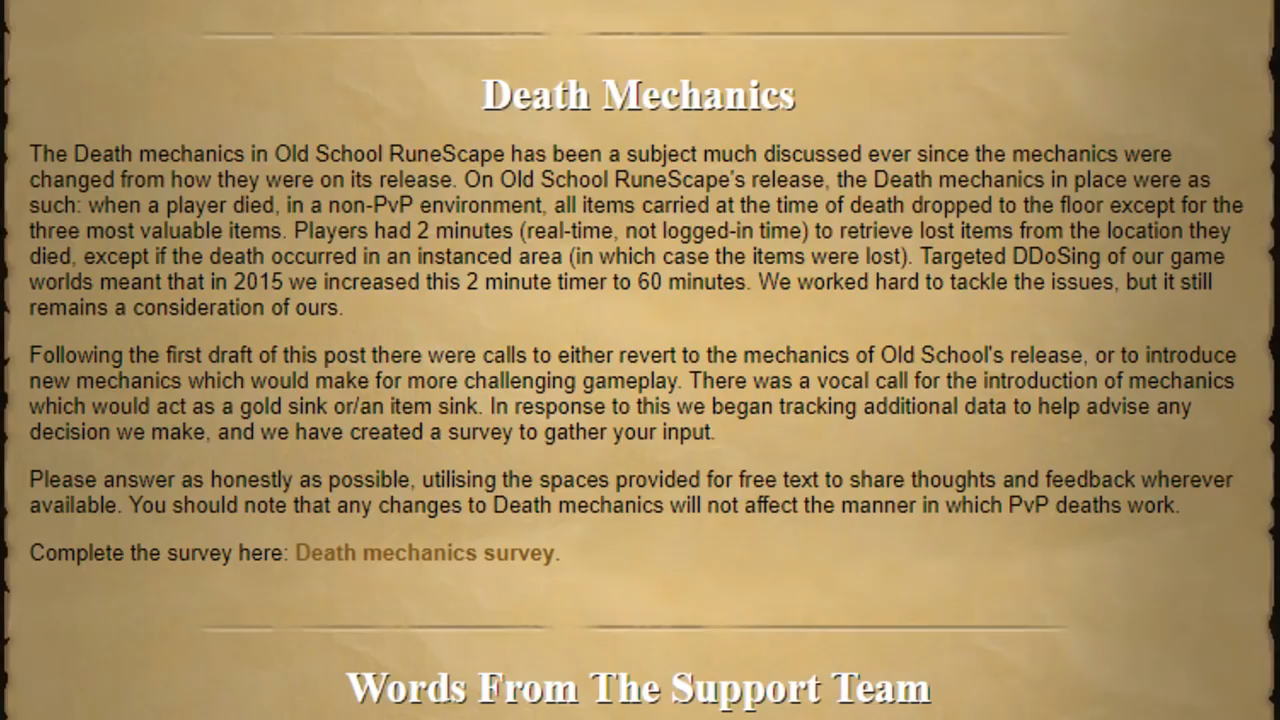 Death Mechanics
The Death mechanics in Old School RuneScape has been a subject much discussed ever since the mechanics were
changed from how they were on its release. On Old School RuneScape's release, the Death mechanics in place were as
such: when a player died, in a non-PvP environment, all items carried at the time of death dropped to the floor except for the
three most valuable items. Players had 2 minutes (real-time, not logged-in time) to retrieve lost items from the location they
died, except if the death occurred in an instanced area (in which case the items were lost). Targeted DDoSing of our game
worlds meant that in 2015 we increased this 2 minute timer to 60 minutes. We worked hard to tackle the issues, but it still
remains a consideration of ours.
Following the first draft of this post there were calls to either revert to the mechanics of Old School's release, or to introduce
new mechanics which would make for more challenging gameplay. There was a vocal call for the introduction of mechanics
which would act as a gold sink or/an item sink. In response to this we began tracking additional data to help advise any
decision we make, and we have created a survey to gather your input.
Please answer as honestly as possible, utilising the spaces provided for free text to share thoughts and feedback wherever
available. You should note that any changes to Death mechanics will not affect the manner in which PvP deaths work.
Complete the survey here: Death mechanics survey.
Words From The Support Team